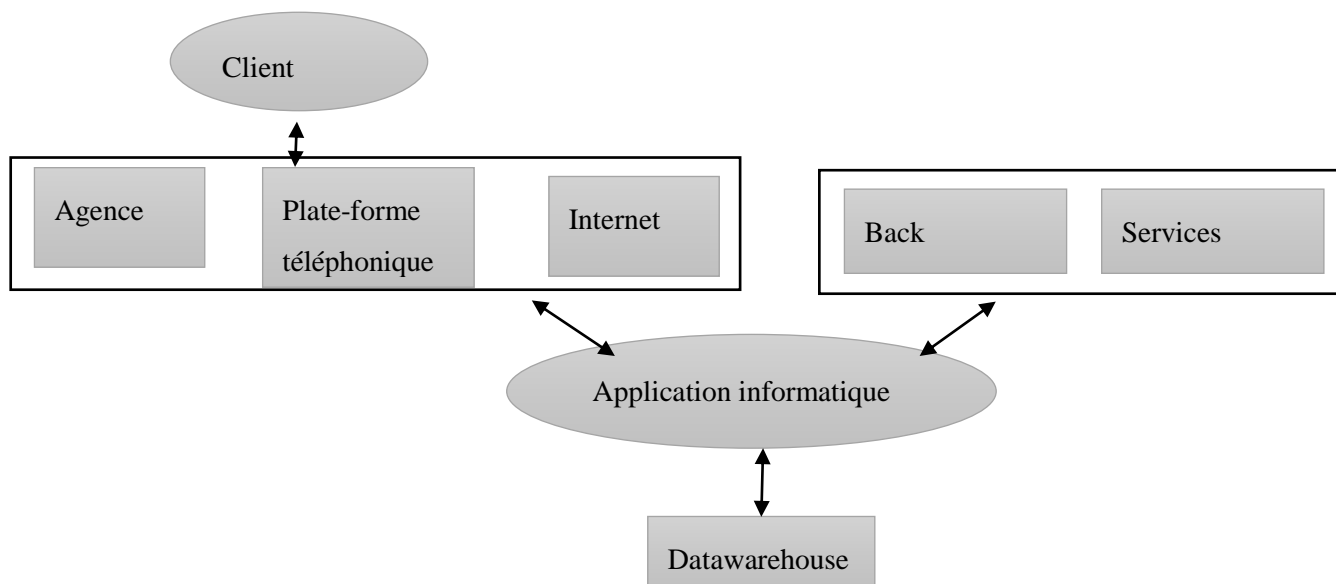 Client
Agence
Plate-forme
téléphonique
Internet
Back
Services
Application informatique
Datawarehouse